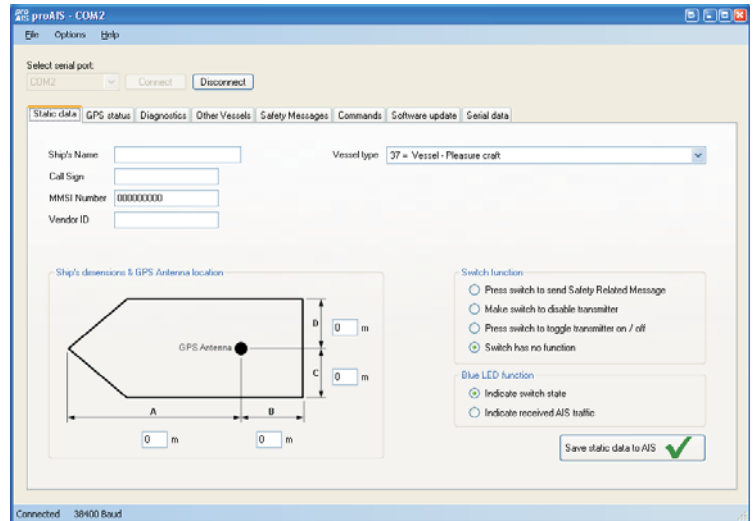 pro AIS proAIS - COM2
File Options Help
Select serial port:
COM2 Connect Disconnect
Static data GPS status Diagnostics Other Vessels Safety Messages Commands Software update Serial data
Ship's Name
Vessel type 37 = Vessel - Pleasure craft
Call Sign
MMSI Number 000000000
Vendor ID
Ship's dimensions & GPS Antenna location
GPS Antenna
D 0 m
C 0 m
A B
0 m 0 m
Switch function
Press switch to send Safety Related Message
Make switch to disable transmitter
Press switch to toggle transmitter on / off
Switch has no function
Blue LED function
Indicate switch state
Indicate received AIS traffic
Save static data to AIS
Connected 38400 Baud